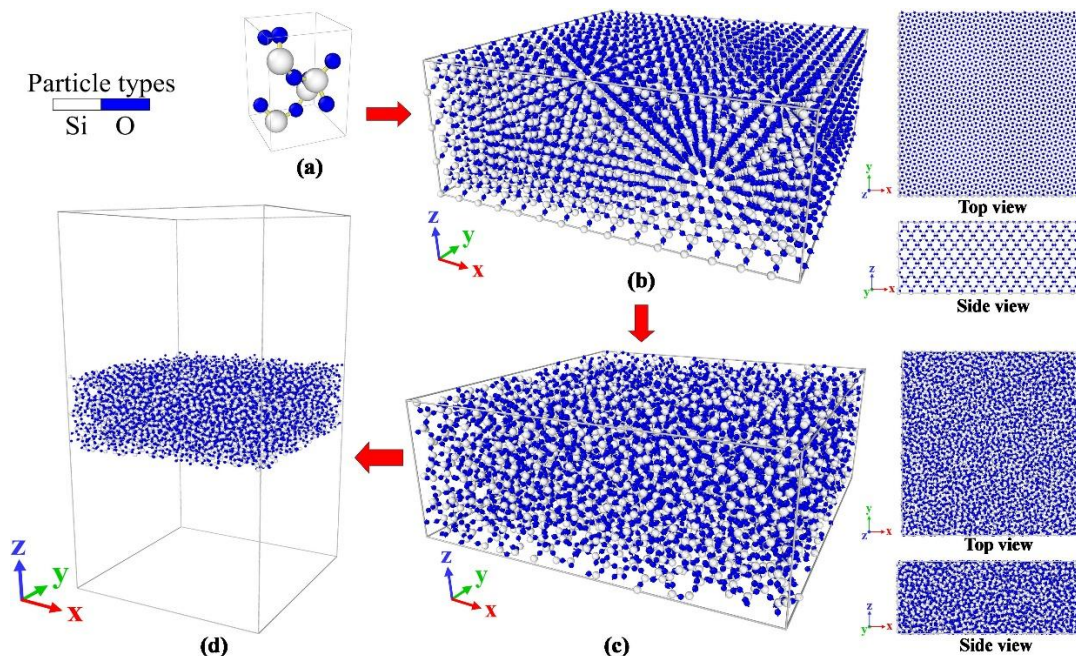 Particle types
Si O
(a)
z
y
x
(b)
y
z x
Top view
z
y x
Side view
z
y
x
(d)
z
y
x
(c)
y
z x
Top view
z
y x
Side view